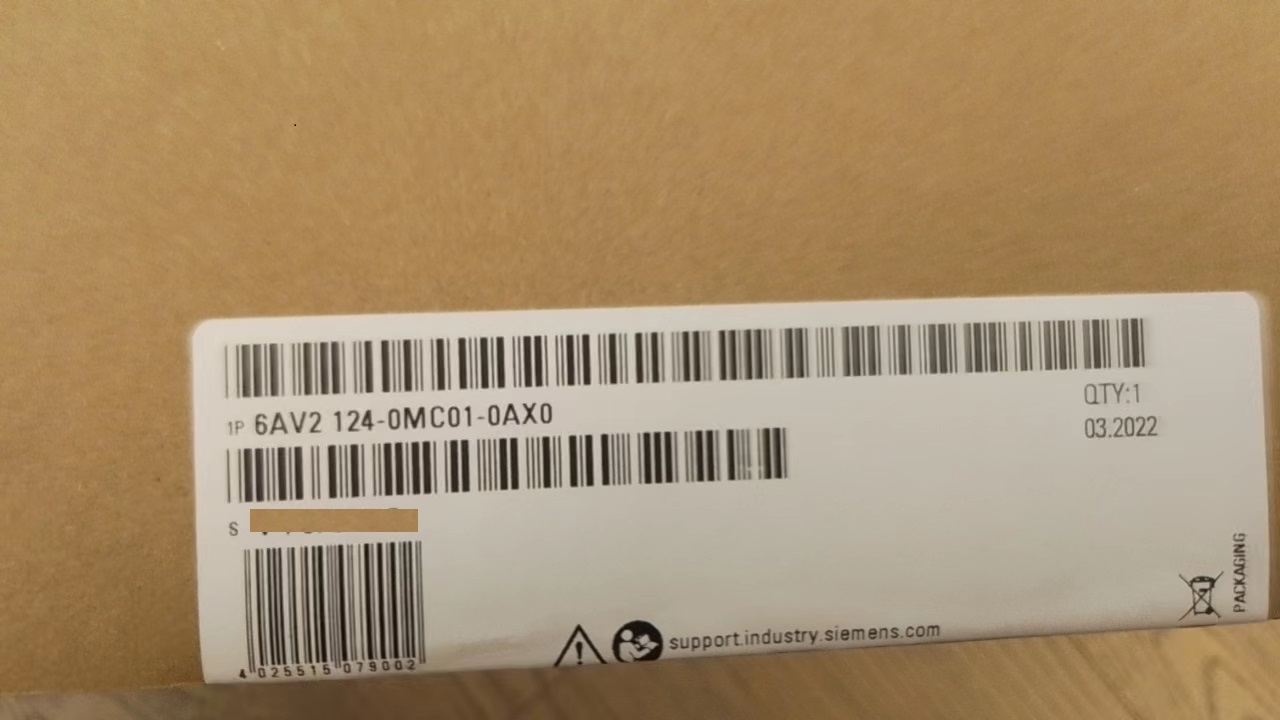 1P 6AV2 124-0MC01-0AX0
QTY:1
03.2022
S
4 025515 079002
support.industry.siemens.com
PACKAGING